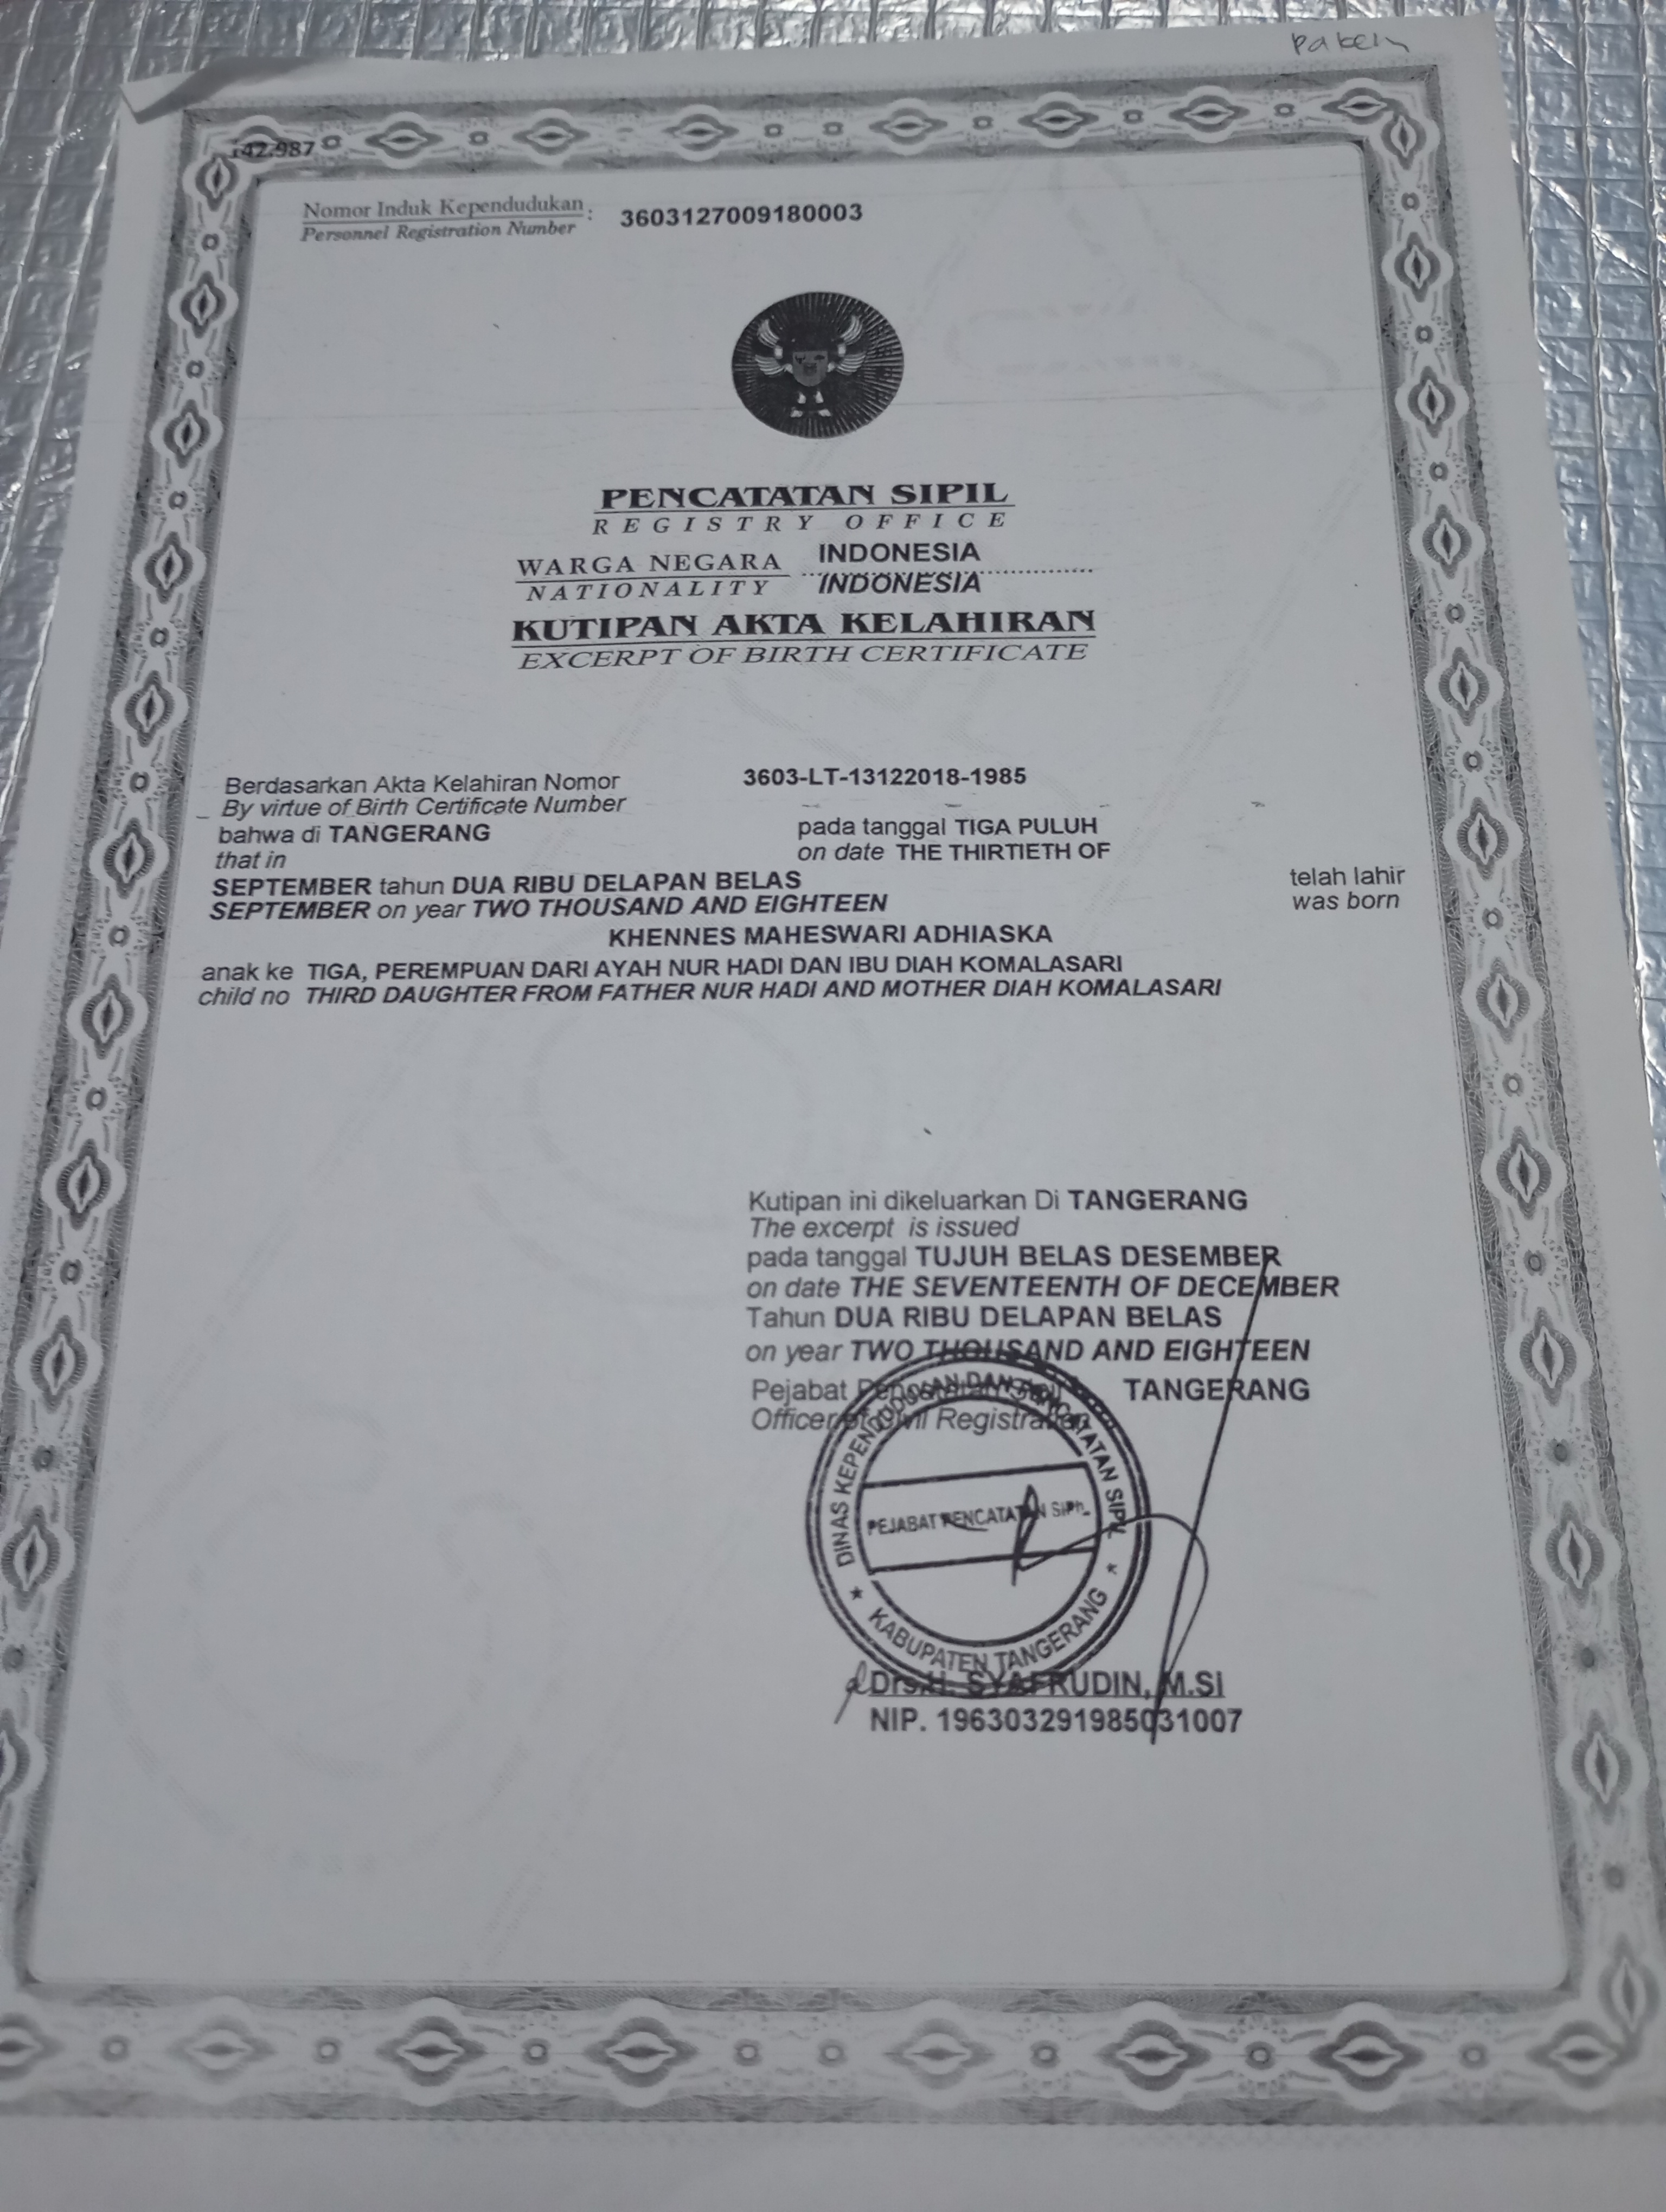 pakein
142.987
Nomor Induk Kependudukan : 3603127009180003
Personnel Registration Number
PENCATATAN SIPIL
REGISTRY OFFICE
WARGA NEGARA INDONESIA
NATIONALITY INDONESIA
KUTIPAN AKTA KELAHIRAN
EXCERPT OF BIRTH CERTIFICATE
Berdasarkan Akta Kelahiran Nomor 3603-LT-13122018-1985
By virtue of Birth Certificate Number
bahwa di TANGERANG pada tanggal TIGA PULUH
that in on date THE THIRTIETH OF
SEPTEMBER tahun DUA RIBU DELAPAN BELAS telah lahir
SEPTEMBER on year TWO THOUSAND AND EIGHTEEN was born
KHENNES MAHESWARI ADHIASKA
anak ke TIGA, PEREMPUAN DARI AYAH NUR HADI DAN IBU DIAH KOMALASARI
child no THIRD DAUGHTER FROM FATHER NUR HADI AND MOTHER DIAH KOMALASARI
Kutipan ini dikeluarkan Di TANGERANG
The excerpt is issued
pada tanggal TUJUH BELAS DESEMBER
on date THE SEVENTEENTH OF DECEMBER
Tahun DUA RIBU DELAPAN BELAS
on year TWO THOUSAND AND EIGHTEEN
Pejabat Pencatatan Sipil TANGERANG
Officer of Civil Registration
DINAS KEPENDUDUKAN DAN PENCATATAN SIPIL
PEJABAT PENCATATAN SIPIL
KABUPATEN TANGERANG
Drs.H. SYAFRUDIN, M.Si
NIP. 196303291985031007